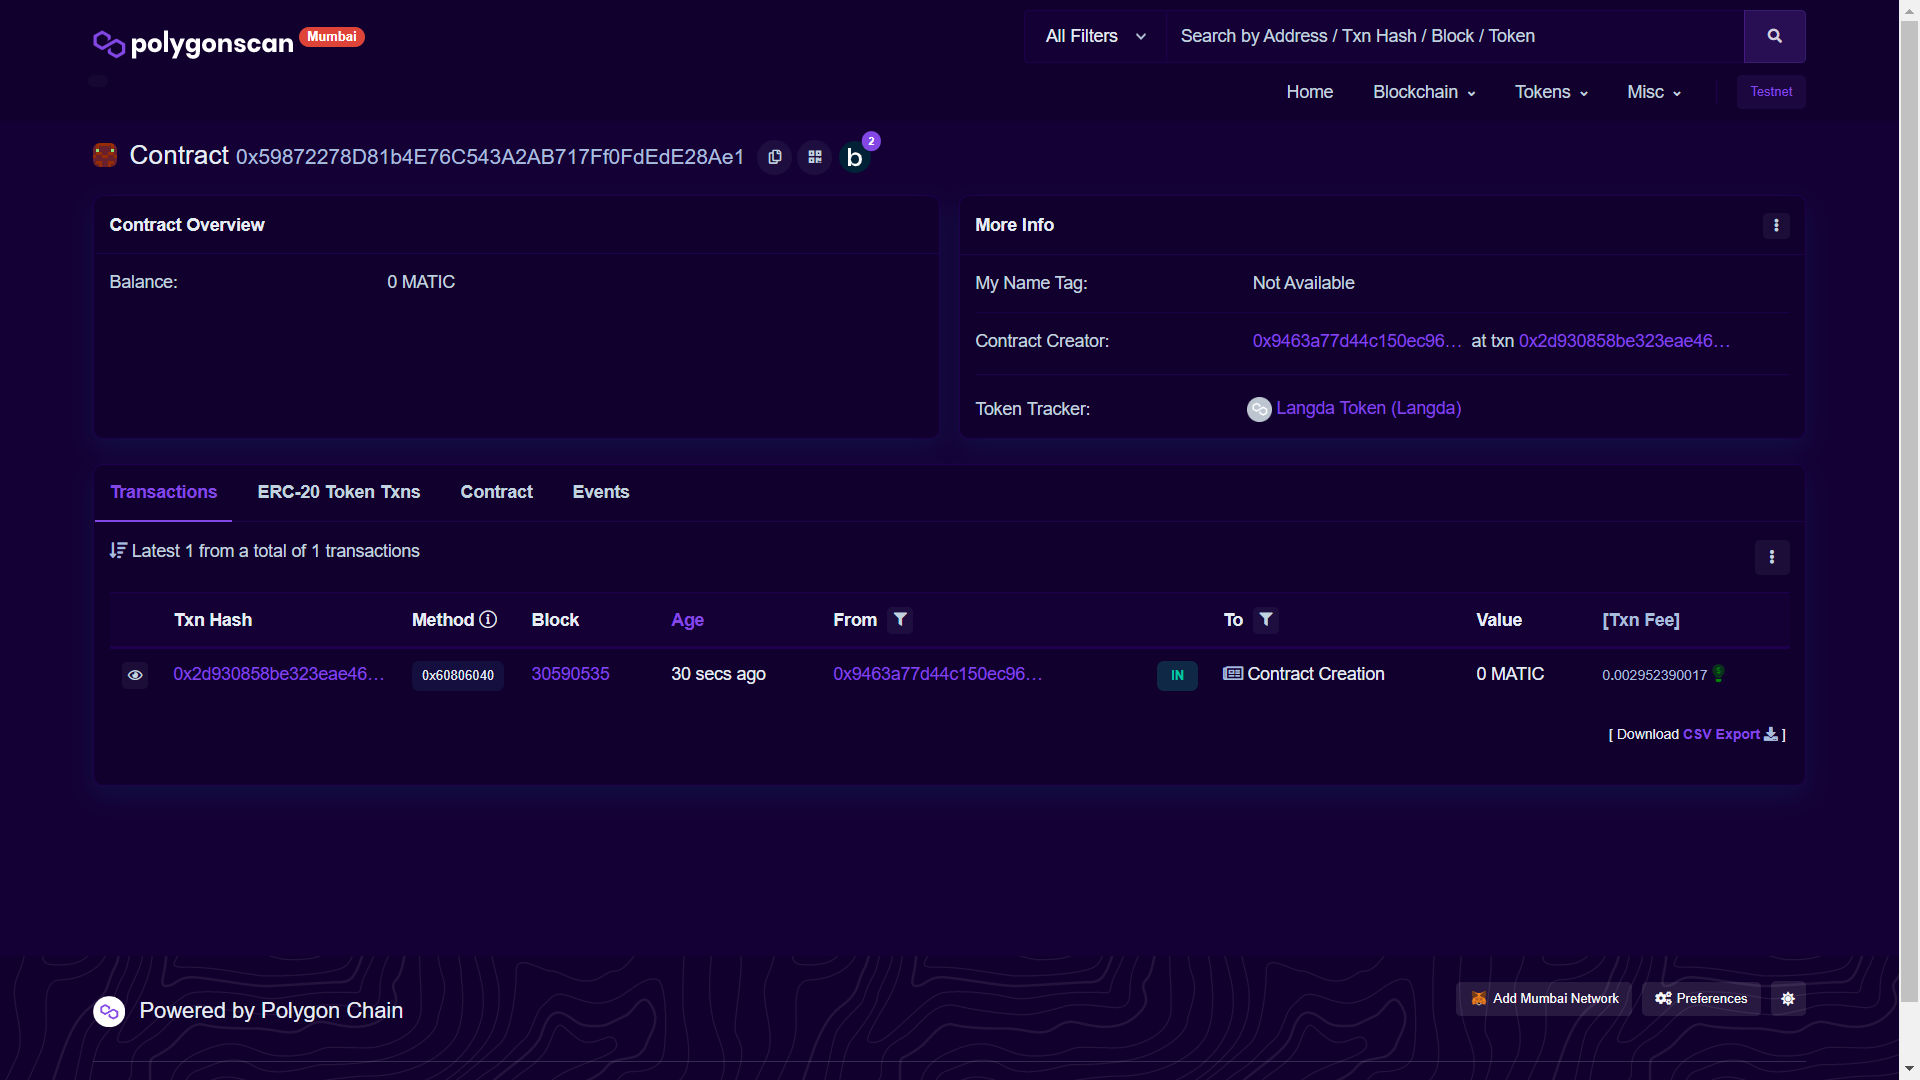 polygonscan Mumbai
All Filters Search by Address / Txn Hash / Block / Token
Home Blockchain Tokens Misc Testnet
Contract 0x59872278D81b4E76C543A2AB717Ff0FdEdE28Ae1 b 2
Contract Overview
Balance: 0 MATIC
More Info
My Name Tag: Not Available
Contract Creator: 0x9463a77d44c150ec96... at txn 0x2d930858be323eae46...
Token Tracker: Langda Token (Langda)
Transactions ERC-20 Token Txns Contract Events
Latest 1 from a total of 1 transactions
Txn Hash Method Block Age From To Value [Txn Fee]
0x2d930858be323eae46... 0x60806040 30590535 30 secs ago 0x9463a77d44c150ec96... IN Contract Creation 0 MATIC 0.002952390017
[ Download CSV Export ]
Powered by Polygon Chain
Add Mumbai Network Preferences